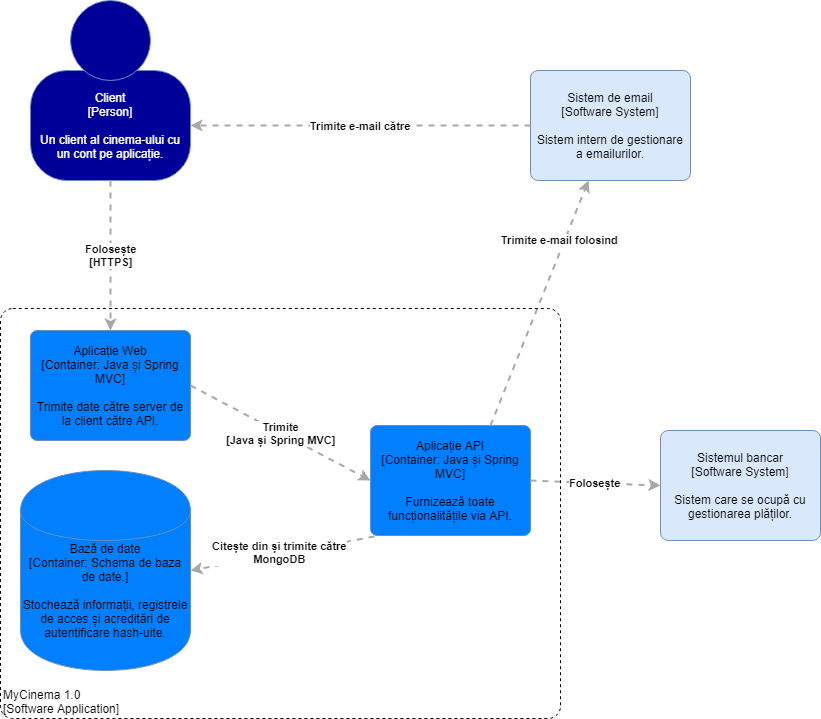 Client
[Person]
Un client al cinema-ului cu
un cont pe aplicație.
Sistem de email
[Software System]
Sistem intern de gestionare
a emailurilor.
Trimite e-mail către
Trimite e-mail folosind
Folosește
[HTTPS]
Aplicație Web
[Container: Java și Spring
MVC]
Trimite date către server de
la client către API.
Trimite
[Java și Spring MVC]
Aplicație API
[Container: Java și Spring
MVC]
Furnizează toate
funcționalitățiile via API.
Folosește
Sistemul bancar
[Software System]
Sistem care se ocupă cu
gestionarea plăților.
Citește din și trimite către
MongoDB
Bază de date
[Container: Schema de baza
de date.]
Stochează informații, registrele
de acces și acreditări de
autentificare hash-uite.
MyCinema 1.0
[Software Application]